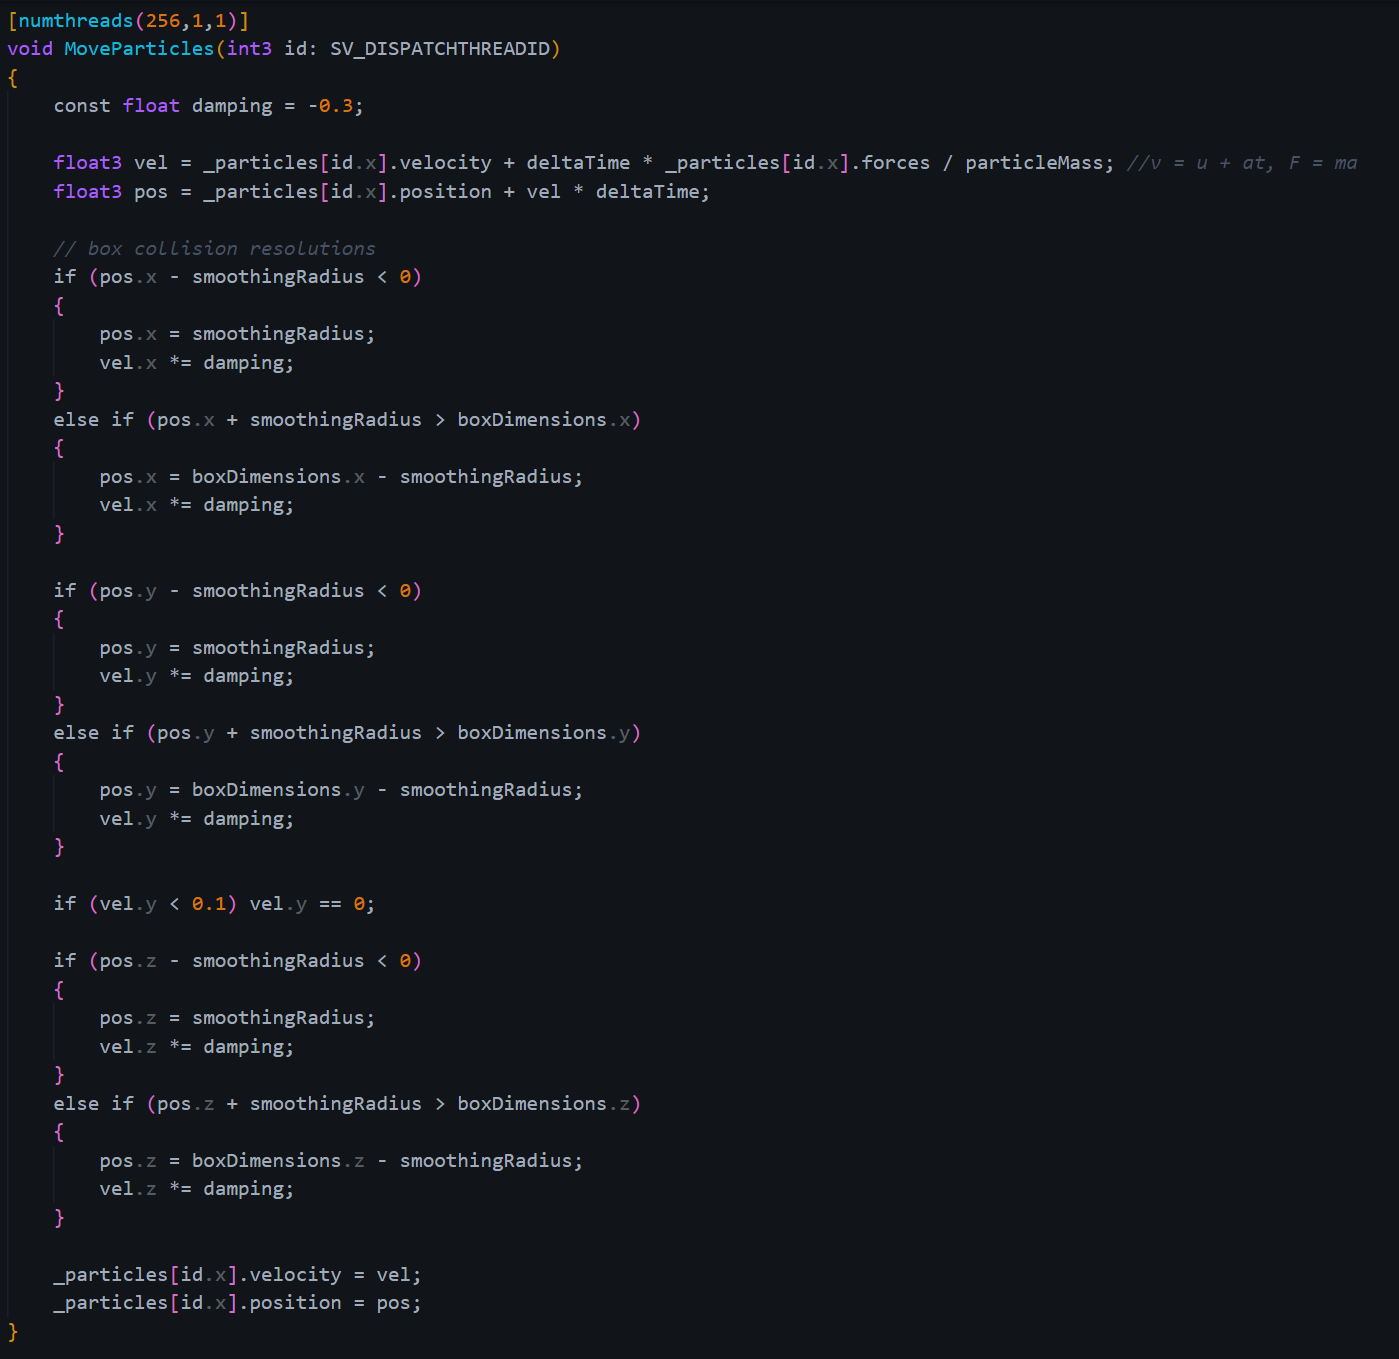 [numthreads(256,1,1)]
void MoveParticles(int3 id: SV_DISPATCHTHREADID)
{
    const float damping = -0.3;

    float3 vel = _particles[id.x].velocity + deltaTime * _particles[id.x].forces / particleMass; //v = u + at, F = ma
    float3 pos = _particles[id.x].position + vel * deltaTime;

    // box collision resolutions
    if (pos.x - smoothingRadius < 0)
    {
        pos.x = smoothingRadius;
        vel.x *= damping;
    }
    else if (pos.x + smoothingRadius > boxDimensions.x)
    {
        pos.x = boxDimensions.x - smoothingRadius;
        vel.x *= damping;
    }

    if (pos.y - smoothingRadius < 0)
    {
        pos.y = smoothingRadius;
        vel.y *= damping;
    }
    else if (pos.y + smoothingRadius > boxDimensions.y)
    {
        pos.y = boxDimensions.y - smoothingRadius;
        vel.y *= damping;
    }

    if (vel.y < 0.1) vel.y == 0;

    if (pos.z - smoothingRadius < 0)
    {
        pos.z = smoothingRadius;
        vel.z *= damping;
    }
    else if (pos.z + smoothingRadius > boxDimensions.z)
    {
        pos.z = boxDimensions.z - smoothingRadius;
        vel.z *= damping;
    }

    _particles[id.x].velocity = vel;
    _particles[id.x].position = pos;
}